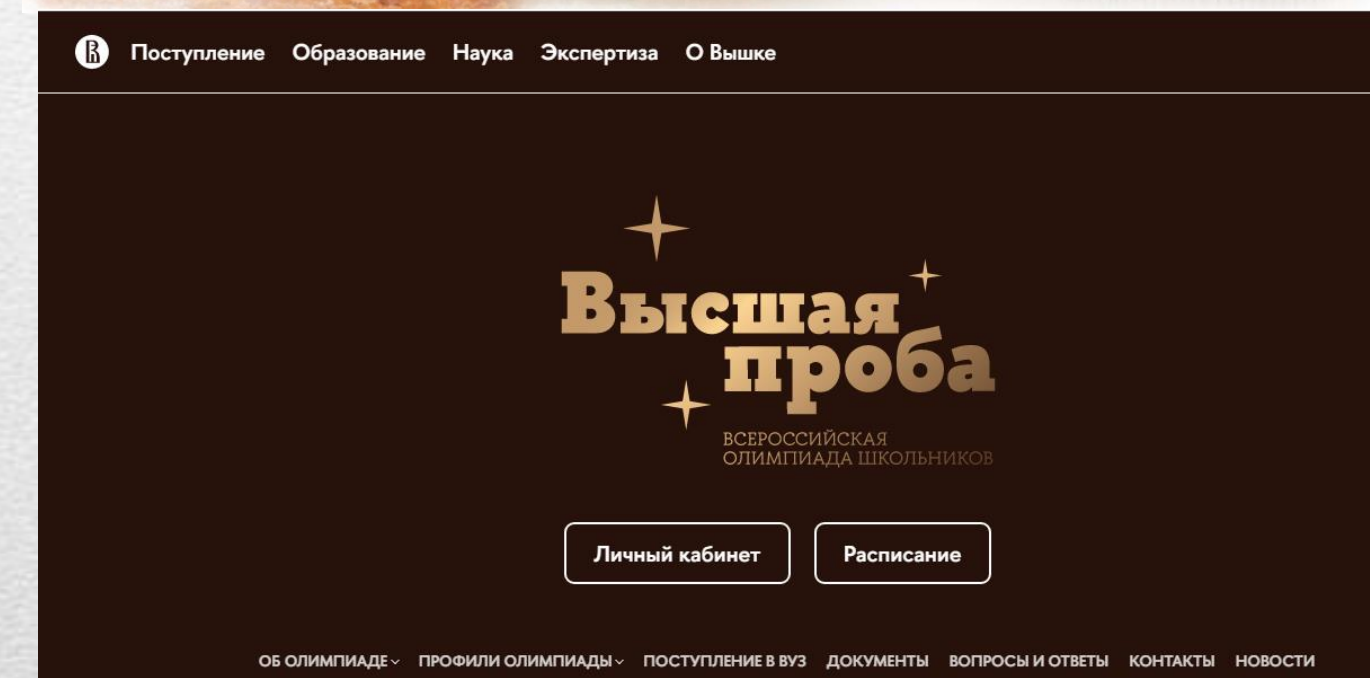 Поступление Образование Наука Экспертиза О Вышке
Высшая
проба
ВСЕРОССИЙСКАЯ
ОЛИМПИАДА ШКОЛЬНИКОВ
Личный кабинет Расписание
ОБ ОЛИМПИАДЕ ПРОФИЛИ ОЛИМПИАДЫ ПОСТУПЛЕНИЕ В ВУЗ ДОКУМЕНТЫ ВОПРОСЫ И ОТВЕТЫ КОНТАКТЫ НОВОСТИ